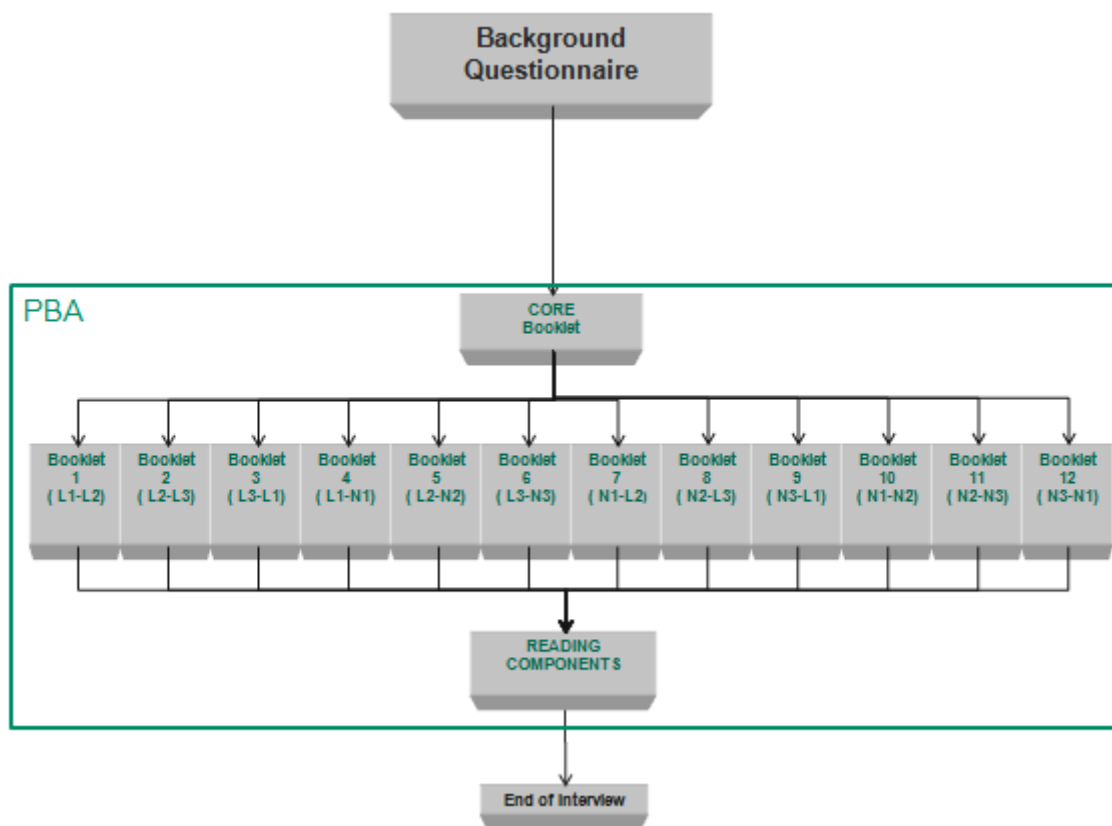 Background
Questionnaire
PBA
CORE
Booklet
Booklet
1
( L1-L2)
Booklet
2
( L2-L3)
Booklet
3
( L3-L1)
Booklet
4
( L1-N1)
Booklet
5
( L2-N2)
Booklet
6
( L3-N3)
Booklet
7
( N1-L2)
Booklet
8
( N2-L3)
Booklet
9
( N3-L1)
Booklet
10
( N1-N2)
Booklet
11
( N2-N3)
Booklet
12
( N3-N1)
READING
COMPONENTS
End of Interview